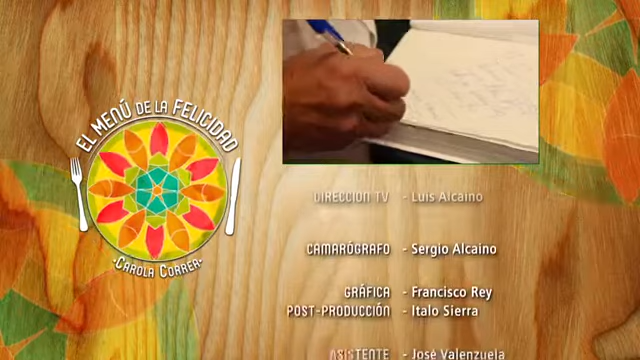 EL MENÚ DE LA FELICIDAD
-CAROLA CORREA-
DIRECCIÓN TV - Luis Alcaino
CAMARÓGRAFO - Sergio Alcaino
GRÁFICA - Francisco Rey
POST-PRODUCCIÓN - Italo Sierra
ASISTENTE - José Valenzuela